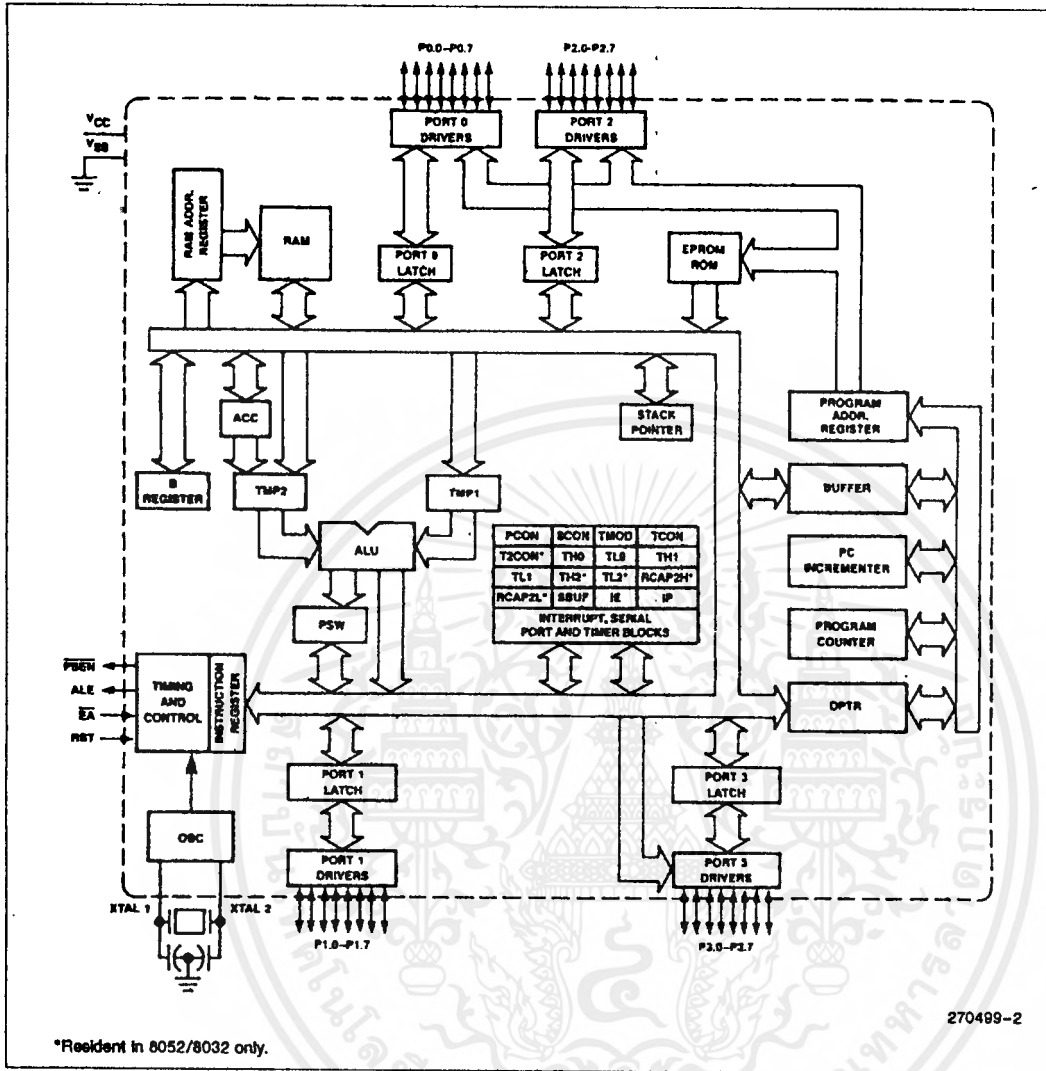 P0.0–P0.7
P2.0–P2.7
VCC
VSS
PORT 0
DRIVERS
PORT 2
DRIVERS
RAM ADDR.
REGISTER
RAM
PORT 0
LATCH
PORT 2
LATCH
EPROM
ROM
ACC
STACK
POINTER
PROGRAM
ADDR.
REGISTER
B
REGISTER
TMP2
TMP1
BUFFER
ALU
PCON SCON TMOD TCON
T2CON* TH0 TL0 TH1
TL1 TH2* TL2* RCAP2H*
RCAP2L* SBUF IE IP
INTERRUPT, SERIAL
PORT AND TIMER BLOCKS
PC
INCREMENTER
PSW
PROGRAM
COUNTER
PSEN
ALE
EA
RST
TIMING
AND
CONTROL
INSTRUCTION
REGISTER
DPTR
PORT 1
LATCH
PORT 3
LATCH
OSC
PORT 1
DRIVERS
PORT 3
DRIVERS
XTAL 1
XTAL 2
P1.0–P1.7
P3.0–P3.7
270499–2
*Resident in 8052/8032 only.